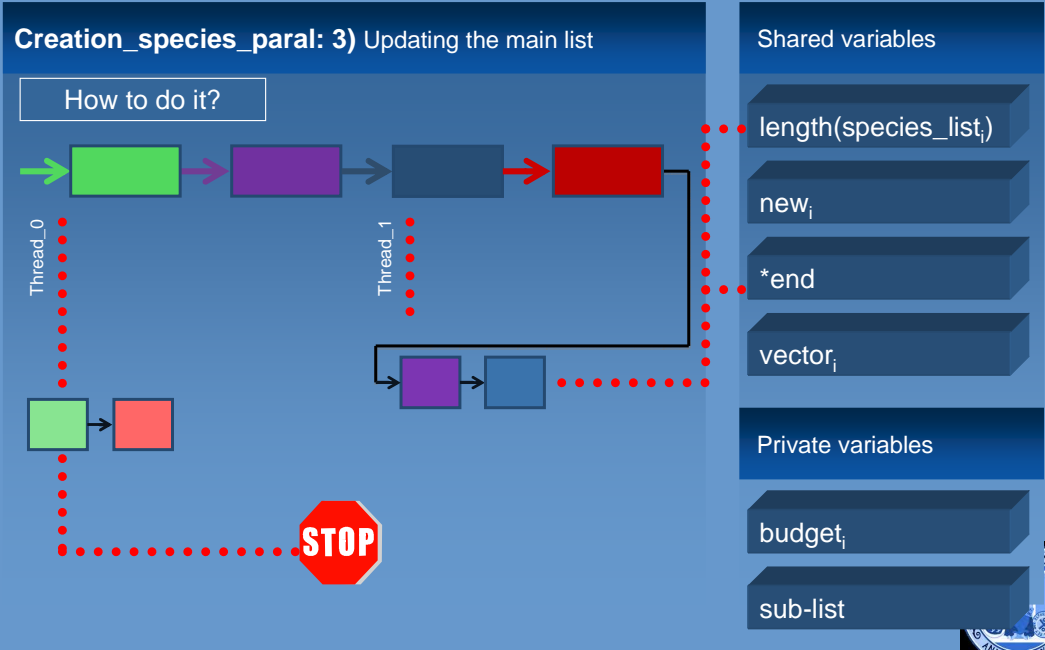 Creation_species_paral: 3) Updating the main list
How to do it?
Thread_0
Thread_1
STOP
Shared variables
length(species_listᵢ)
newᵢ
*end
vectorᵢ
Private variables
budgetᵢ
sub-list